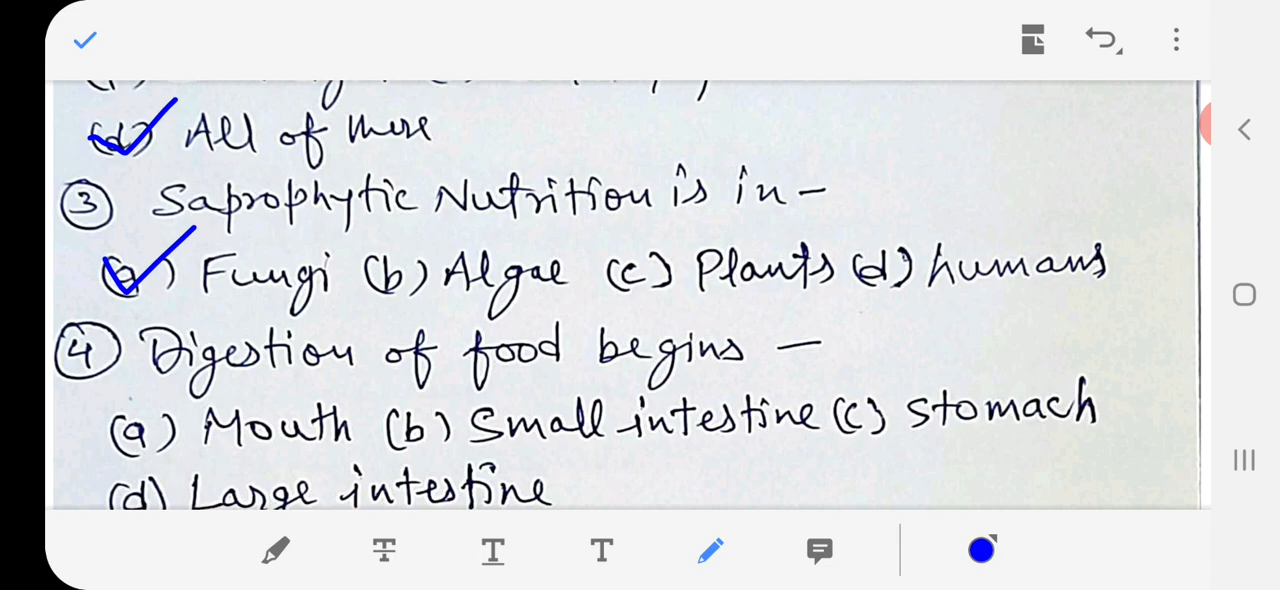 (d) All of these
③ Saprophytic Nutrition is in -
(a) Fungi (b) Algae (c) Plants (d) humans
④ Digestion of food begins —
(a) Mouth (b) Small intestine (c) Stomach
(d) Large intestine